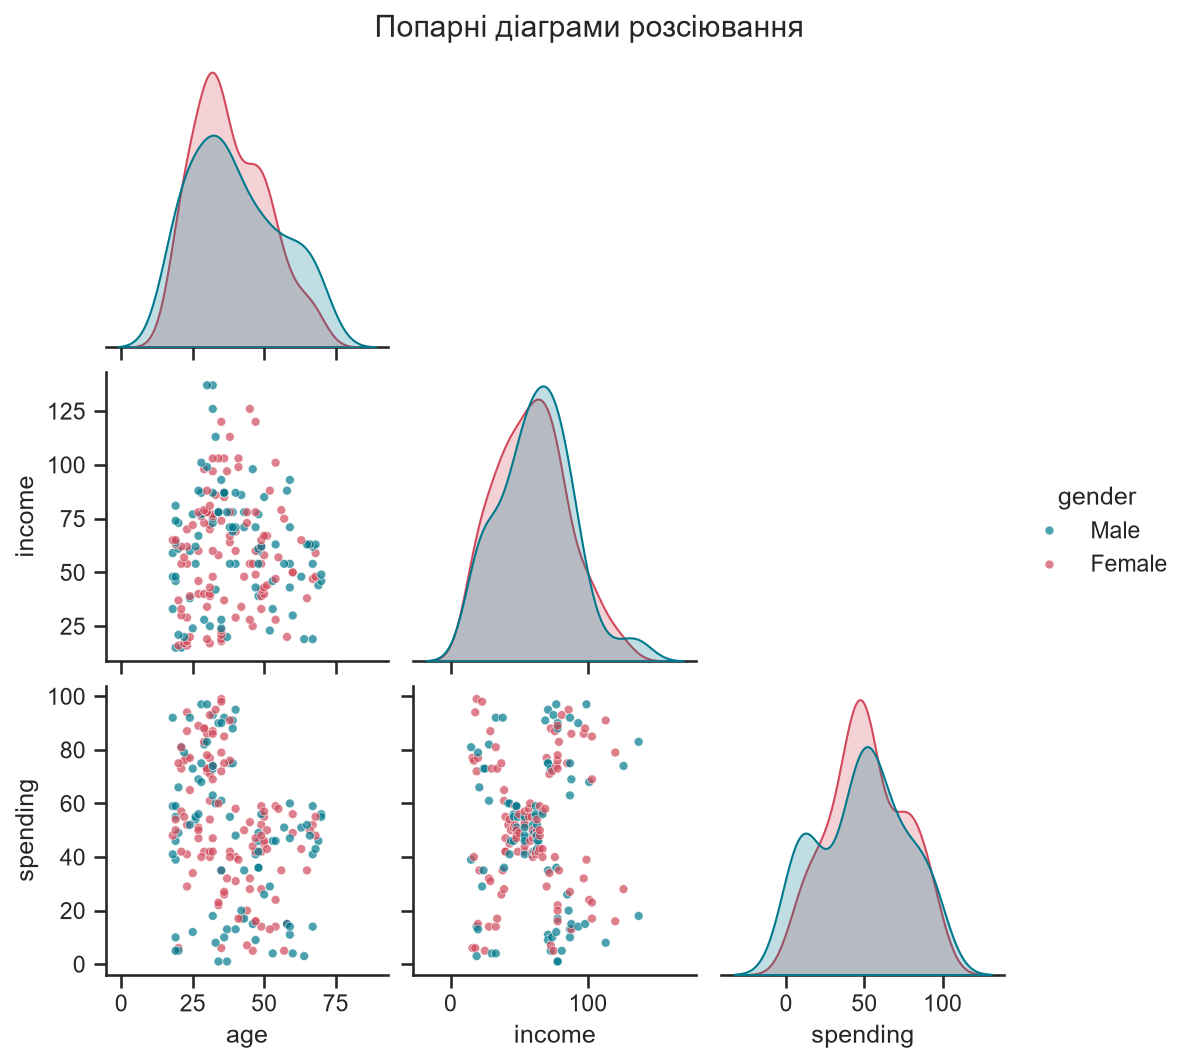 Попарні діаграми розсіювання
income
125
100
75
50
25
gender
Male
Female
spending
100
80
60
40
20
0
0 25 50 75
0 100
0 50 100
age
income
spending